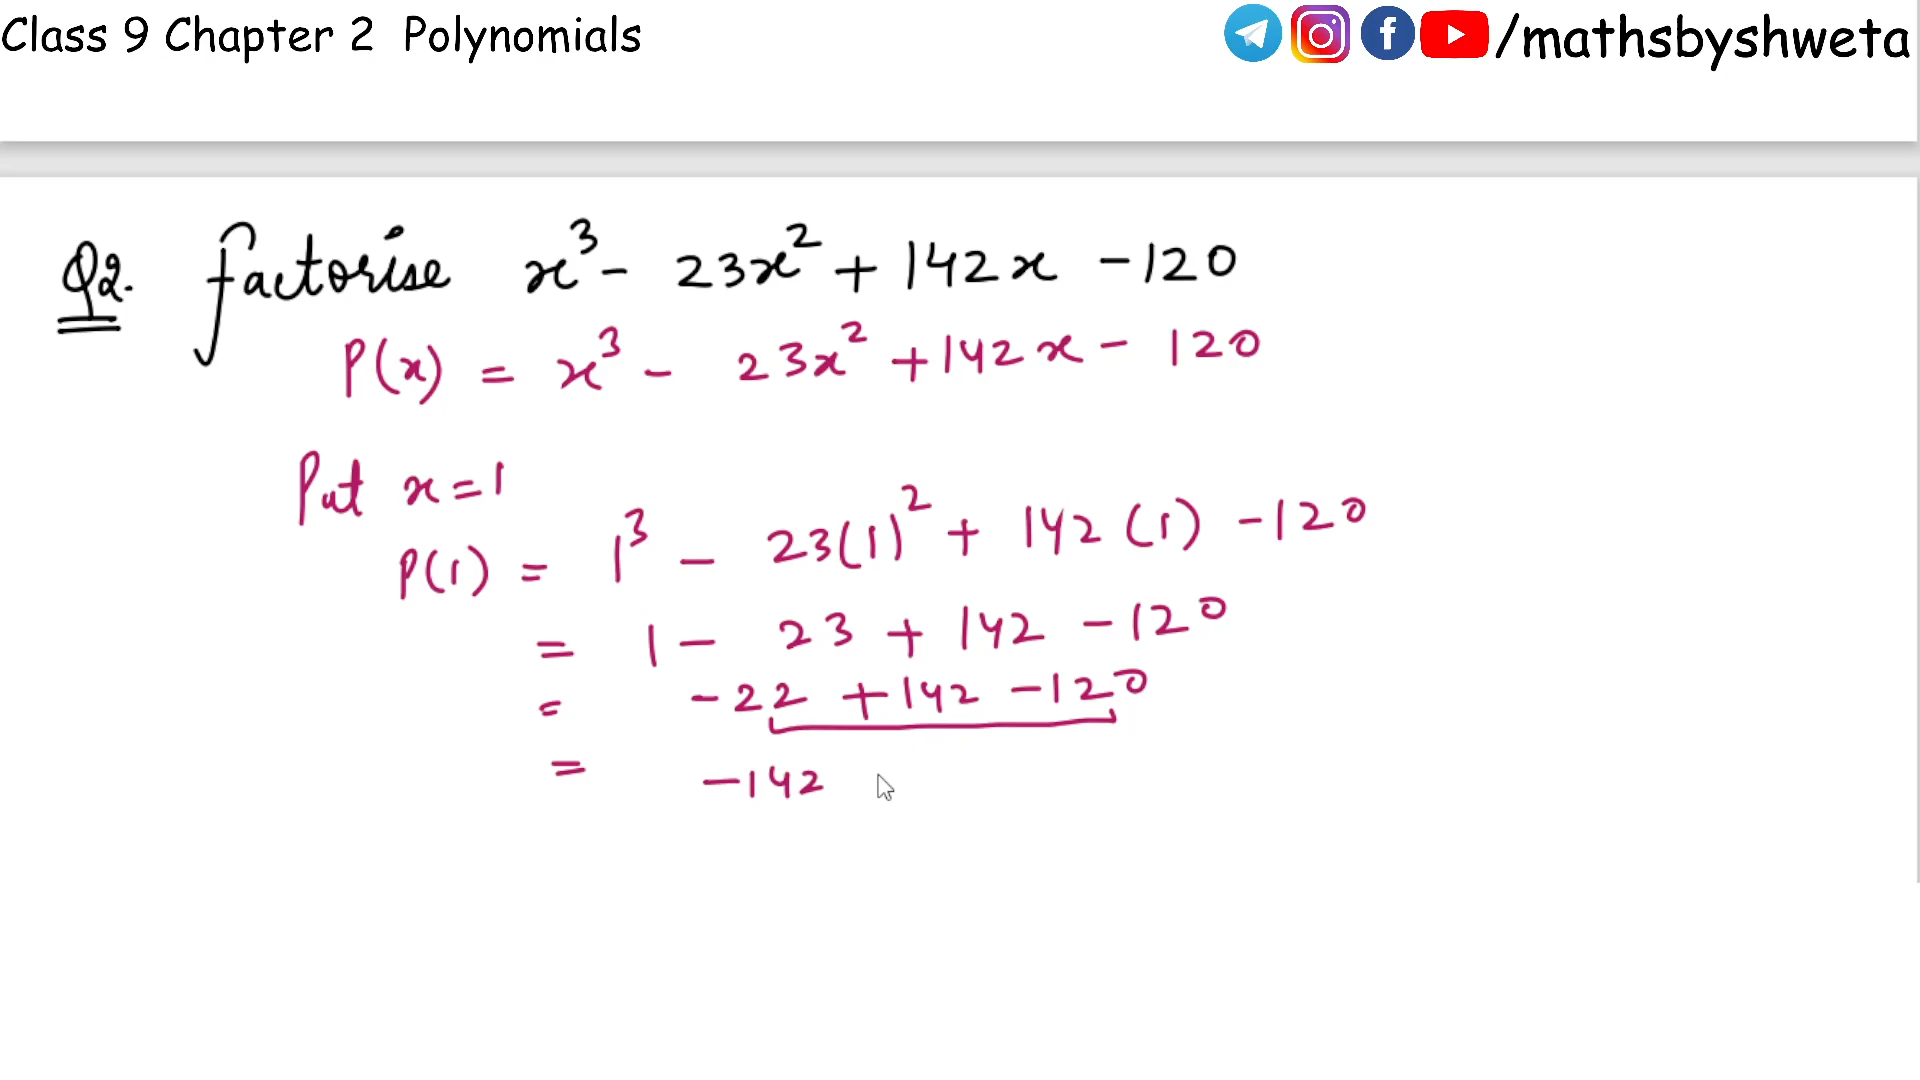 Class 9 Chapter 2 Polynomials
/mathsbyshweta
Q2. factorise x³ - 23x² + 142x - 120
P(x) = x³ - 23x² + 142x - 120
Put x=1
P(1) = 1³ - 23(1)² + 142(1) - 120
= 1 - 23 + 142 - 120
= -22 + 142 - 120
= -142